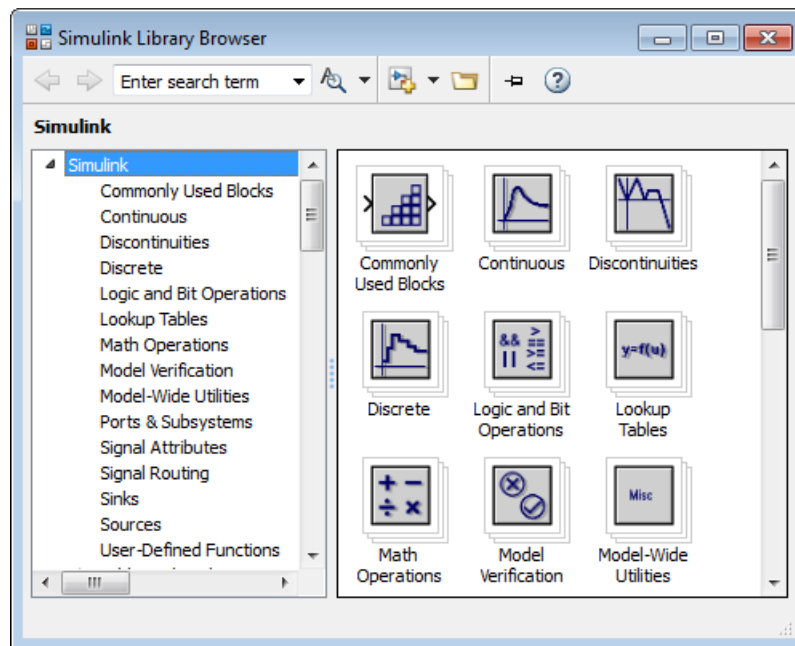 Simulink Library Browser
Enter search term
Simulink
Simulink
Commonly Used Blocks
Continuous
Discontinuities
Discrete
Logic and Bit Operations
Lookup Tables
Math Operations
Model Verification
Model-Wide Utilities
Ports & Subsystems
Signal Attributes
Signal Routing
Sinks
Sources
User-Defined Functions
Commonly
Used Blocks
Continuous
Discontinuities
&& >
==
|| >=
<=
y=f(u)
Discrete
Logic and Bit
Operations
Lookup
Tables
+ −
÷ ×
Misc
Math
Operations
Model
Verification
Model-Wide
Utilities